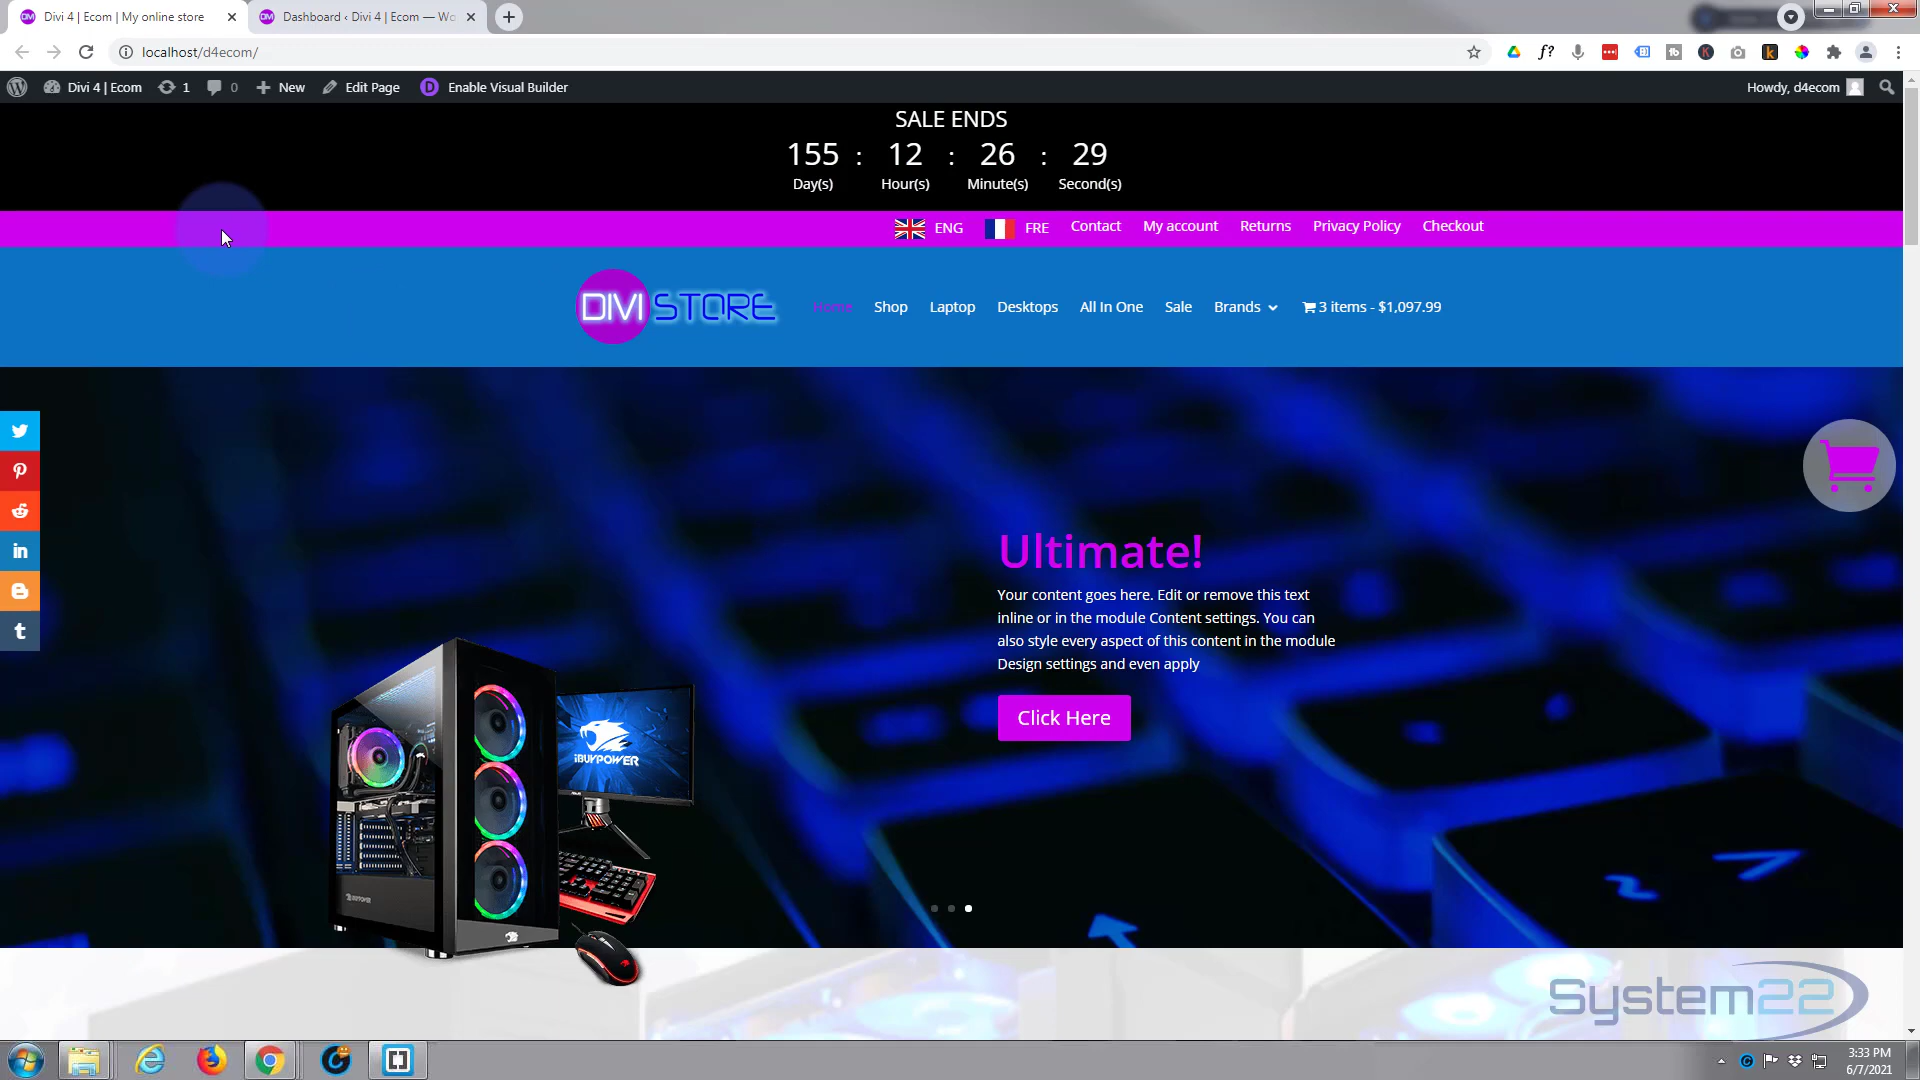 Divi 4 | Ecom | My online store
Dashboard ‹ Divi 4 | Ecom — Wo
localhost/d4ecom/
Divi 4 | Ecom
1
0
New
Edit Page
Enable Visual Builder
Howdy, d4ecom
SALE ENDS
155 : 12 : 26 : 29
Day(s) Hour(s) Minute(s) Second(s)
ENG
FRE
Contact
My account
Returns
Privacy Policy
Checkout
DIVI STORE
Home
Shop
Laptop
Desktops
All In One
Sale
Brands
3 items - $1,097.99
Ultimate!
Your content goes here. Edit or remove this text
inline or in the module Content settings. You can
also style every aspect of this content in the module
Design settings and even apply
Click Here
iBUYPOWER
System22
3:33 PM
6/7/2021